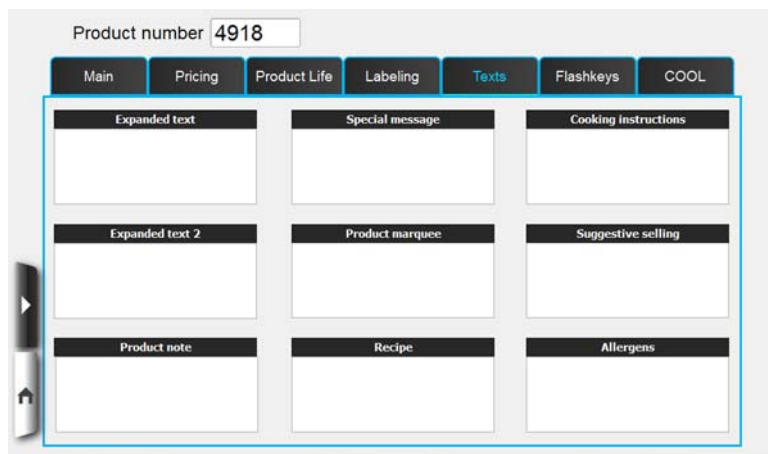 Product number 4918
Main Pricing Product Life Labeling Texts Flashkeys COOL
Expanded text Special message Cooking instructions
Expanded text 2 Product marquee Suggestive selling
Product note Recipe Allergens